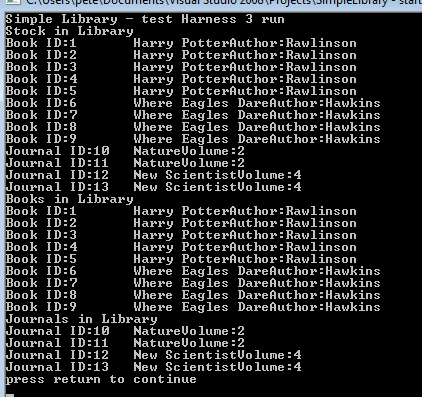 C:\Users\pete\Documents\Visual Studio 2008\Projects\SimpleLibrary - start
Simple Library - test Harness 3 run
Stock in Library
Book ID:1 Harry PotterAuthor:Rawlinson
Book ID:2 Harry PotterAuthor:Rawlinson
Book ID:3 Harry PotterAuthor:Rawlinson
Book ID:4 Harry PotterAuthor:Rawlinson
Book ID:5 Harry PotterAuthor:Rawlinson
Book ID:6 Where Eagles DareAuthor:Hawkins
Book ID:7 Where Eagles DareAuthor:Hawkins
Book ID:8 Where Eagles DareAuthor:Hawkins
Book ID:9 Where Eagles DareAuthor:Hawkins
Journal ID:10 NatureVolume:2
Journal ID:11 NatureVolume:2
Journal ID:12 New ScientistVolume:4
Journal ID:13 New ScientistVolume:4
Books in Library
Book ID:1 Harry PotterAuthor:Rawlinson
Book ID:2 Harry PotterAuthor:Rawlinson
Book ID:3 Harry PotterAuthor:Rawlinson
Book ID:4 Harry PotterAuthor:Rawlinson
Book ID:5 Harry PotterAuthor:Rawlinson
Book ID:6 Where Eagles DareAuthor:Hawkins
Book ID:7 Where Eagles DareAuthor:Hawkins
Book ID:8 Where Eagles DareAuthor:Hawkins
Book ID:9 Where Eagles DareAuthor:Hawkins
Journals in Library
Journal ID:10 NatureVolume:2
Journal ID:11 NatureVolume:2
Journal ID:12 New ScientistVolume:4
Journal ID:13 New ScientistVolume:4
press return to continue